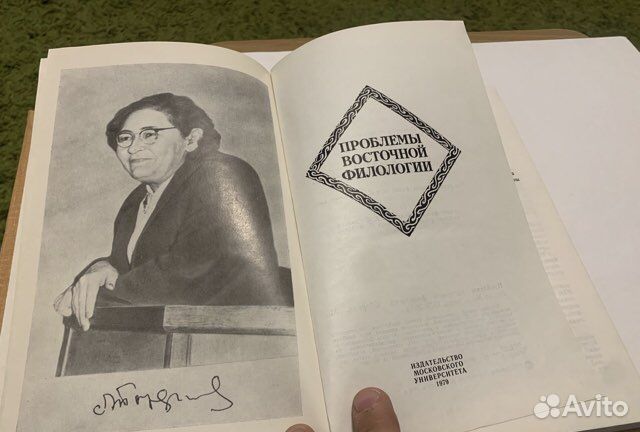 ПРОБЛЕМЫ
ВОСТОЧНОЙ
ФИЛОЛОГИИ
ИЗДАТЕЛЬСТВО
МОСКОВСКОГО
УНИВЕРСИТЕТА
1979
Avito